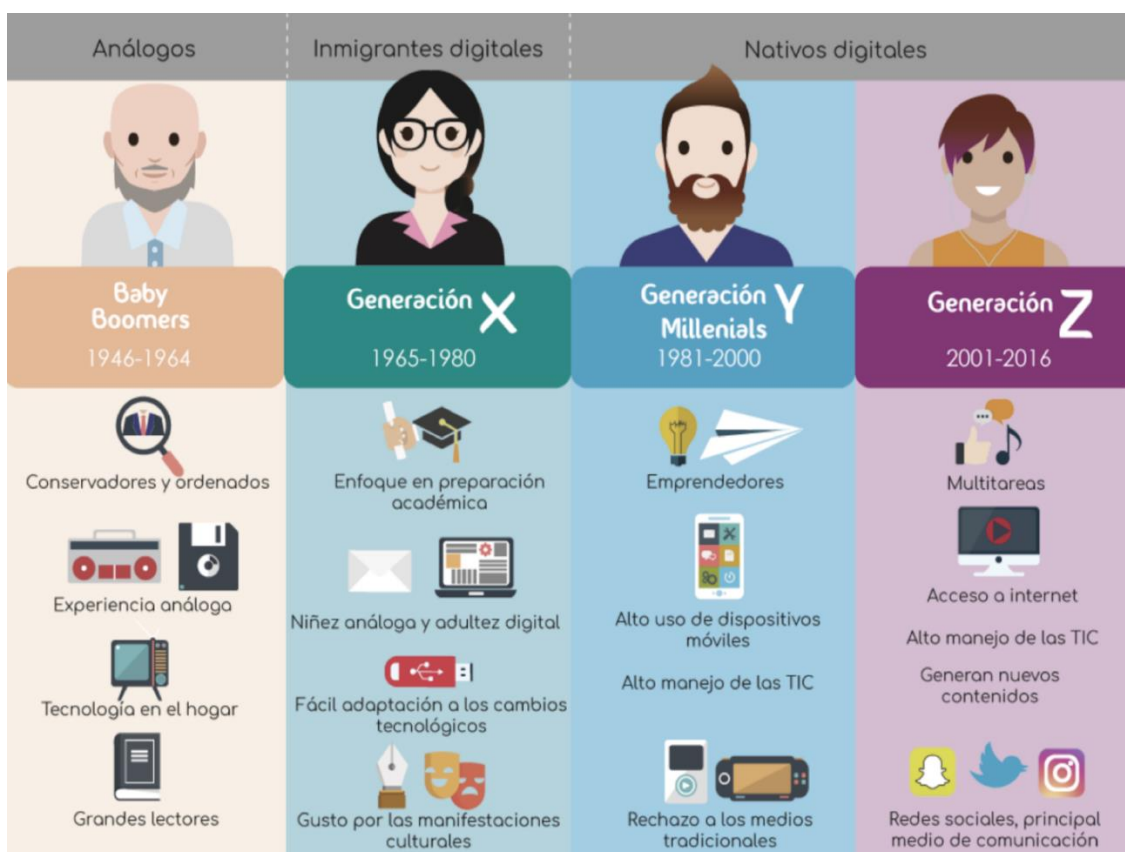 Análogos
Inmigrantes digitales
Nativos digitales
Baby
Boomers
1946-1964
Generación X
1965-1980
Generación Y
Millenials
1981-2000
Generación Z
2001-2016
Conservadores y ordenados
Experiencia análoga
Tecnología en el hogar
Grandes lectores
Enfoque en preparación
académica
Niñez análoga y adultez digital
Fácil adaptación a los cambios
tecnológicos
Gusto por las manifestaciones
culturales
Emprendedores
Alto uso de dispositivos
móviles
Alto manejo de las TIC
Rechazo a los medios
tradicionales
Multitareas
Acceso a internet
Alto manejo de las TIC
Generan nuevos
contenidos
Redes sociales, principal
medio de comunicación